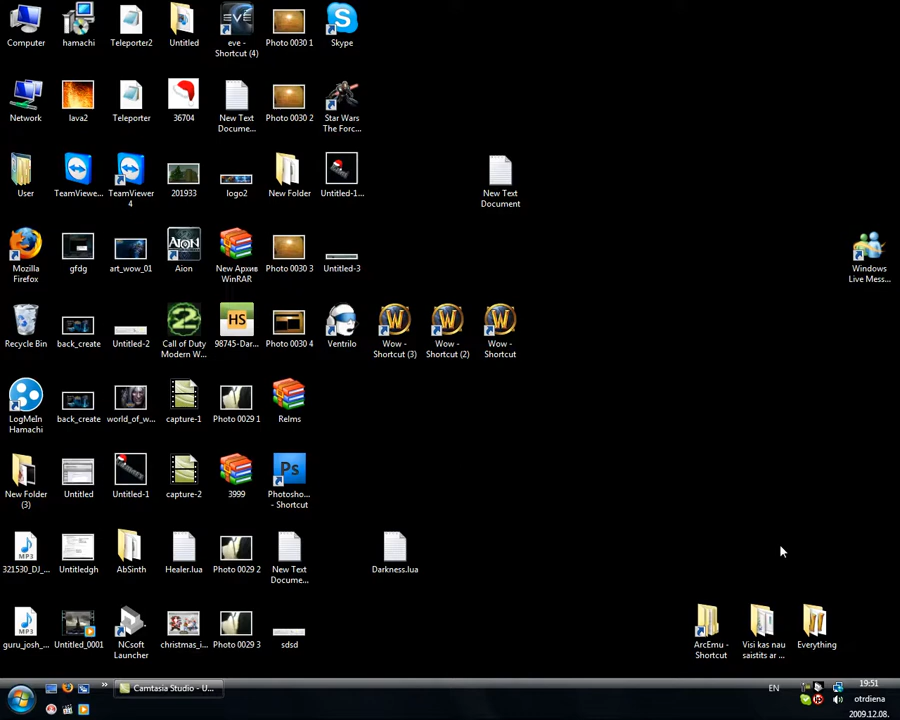 Computer
hamachi
Teleporter2
Untitled
eve - Shortcut (4)
Photo 0030 1
Skype
Network
lava2
Teleporter
36704
New Text Docume...
Photo 0030 2
Star Wars The Forc...
User
TeamViewe...
TeamViewer 4
201933
logo2
New Folder
Untitled-1...
New Text Document
Mozilla Firefox
gfdg
art_wow_01
Aion
New Архив WinRAR
Photo 0030 3
Untitled-3
Windows Live Mess...
Recycle Bin
back_create
Untitled-2
Call of Duty Modern W...
98745-Dar...
Photo 0030 4
Ventrilo
Wow - Shortcut (3)
Wow - Shortcut (2)
Wow - Shortcut
LogMeIn Hamachi
back_create
world_of_w...
capture-1
Photo 0029 1
Relms
New Folder (3)
Untitled
Untitled-1
capture-2
3999
Photosho... - Shortcut
321530_DJ_...
Untitledgh
AbSinth
Healer.lua
Photo 0029 2
New Text Docume...
Darkness.lua
guru_josh_...
Untitled_0001
NCsoft Launcher
christmas_i...
Photo 0029 3
sdsd
ArcEmu - Shortcut
Visi kas nau saistits ar ...
Everything
Camtasia Studio - U...
EN
19:51
otrdiena
2009.12.08.